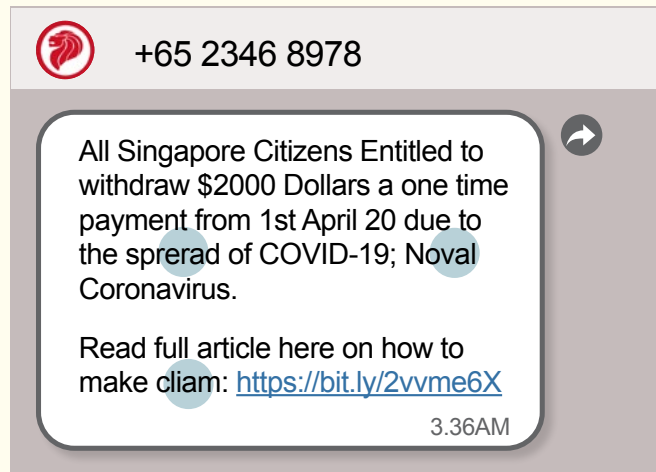 +65 2346 8978
All Singapore Citizens Entitled to
withdraw $2000 Dollars a one time
payment from 1st April 20 due to
the sprerad of COVID-19; Noval
Coronavirus.
Read full article here on how to
make cliam: https://bit.ly/2vvme6X
3.36AM